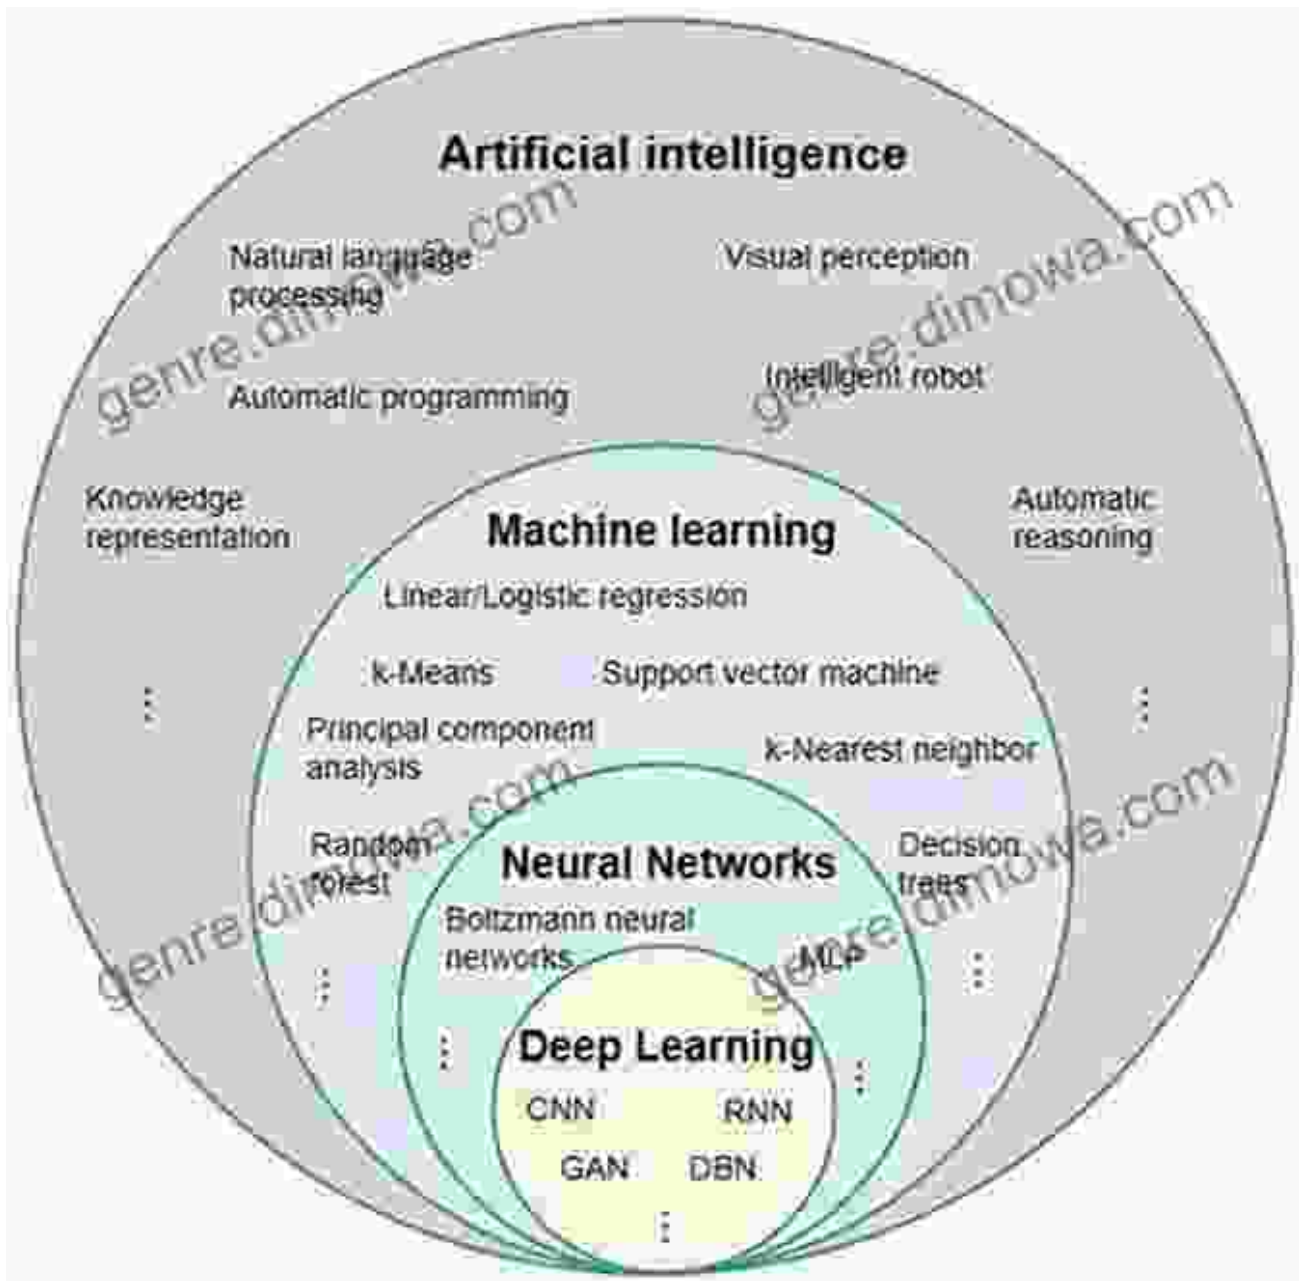 Artificial intelligence
Natural language
processing
Visual perception
Intelligent robot
Automatic programming
Knowledge
representation
Automatic
reasoning
Machine learning
Linear/Logistic regression
k-Means
Support vector machine
Principal component
analysis
k-Nearest neighbor
Random
forest
Decision
trees
Neural Networks
Boltzmann neural
networks
MLP
Deep Learning
CNN
RNN
GAN
DBN
genre.dimowa.com
genre.dimowa.com
genre.dimowa.com
genre.dimowa.com